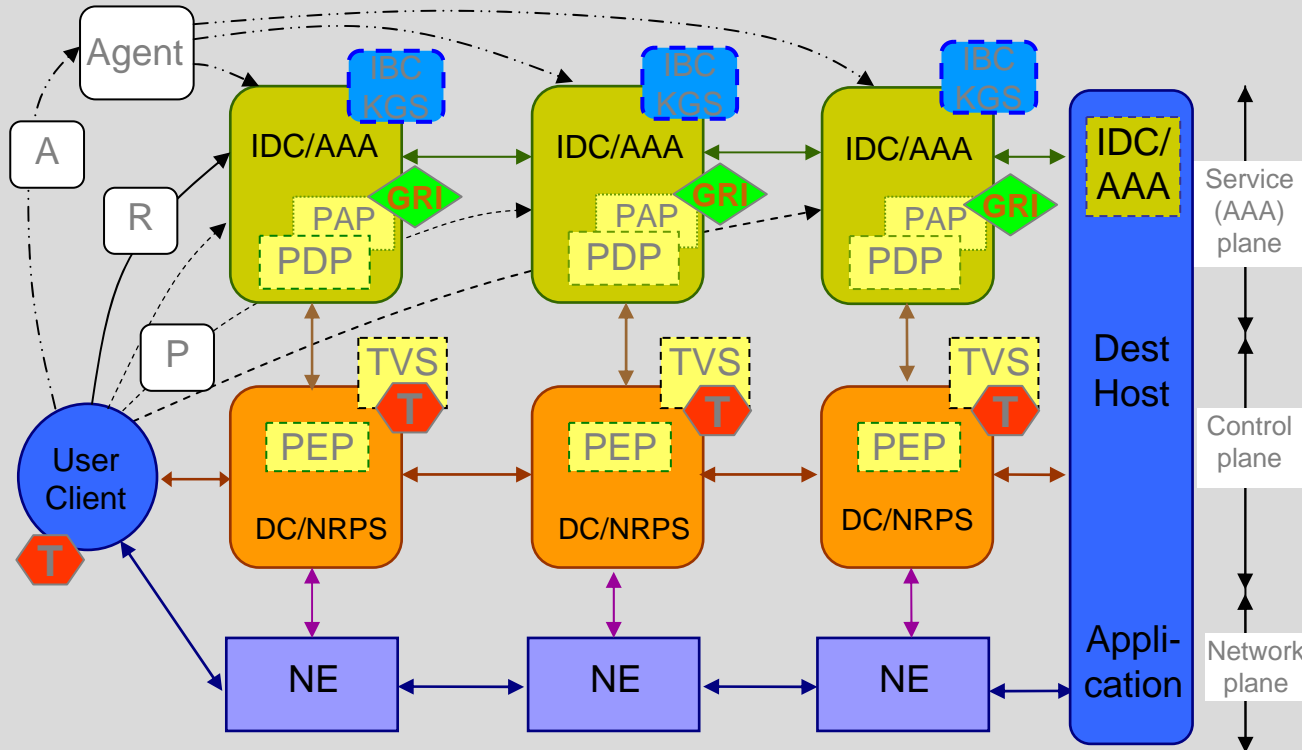 Agent
IBC
KGS
IBC
KGS
IBC
KGS
A
IDC/AAA
IDC/AAA
IDC/AAA
IDC/
AAA
Service
(AAA)
plane
R
GRI
GRI
GRI
PAP
PAP
PAP
PDP
PDP
PDP
P
TVS
TVS
TVS
Dest
Host
T
T
T
Control
plane
User
Client
PEP
PEP
PEP
DC/NRPS
DC/NRPS
DC/NRPS
T
NE
NE
NE
Appli-
cation
Network
plane